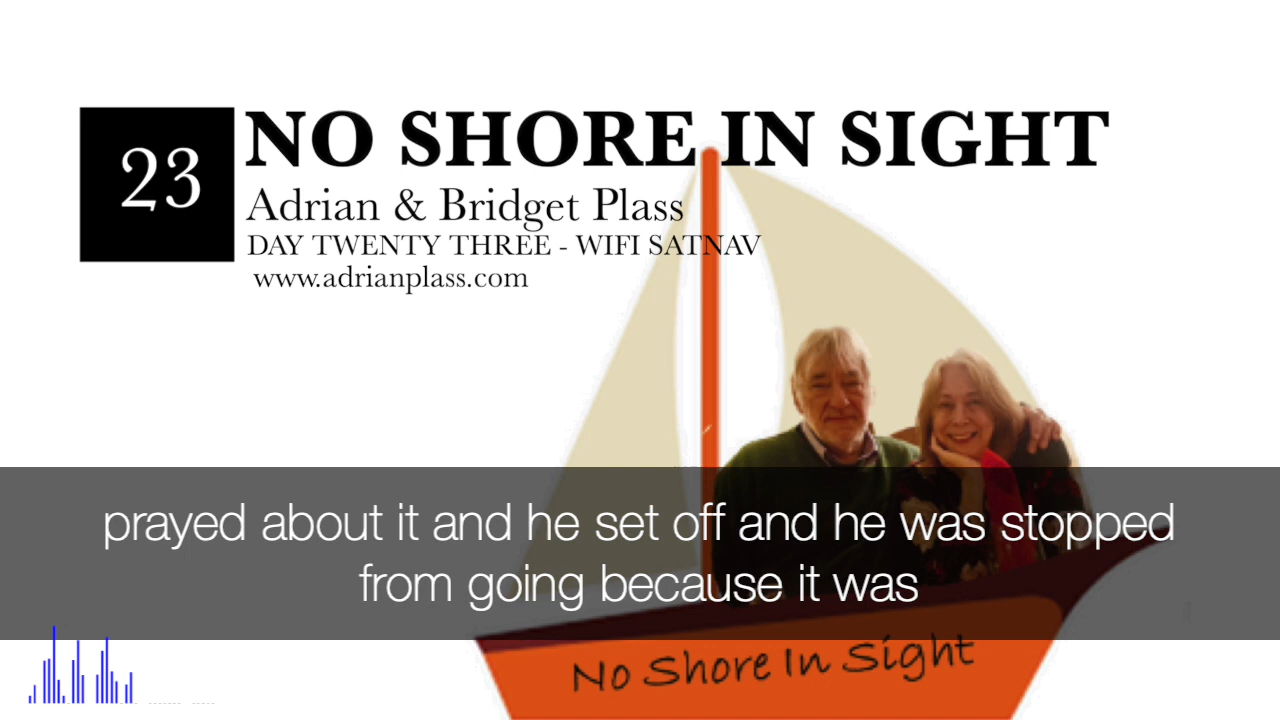 23
NO SHORE IN SIGHT
Adrian & Bridget Plass
DAY TWENTY THREE - WIFI SATNAV
www.adrianplass.com
prayed about it and he set off and he was stopped
from going because it was
No Shore In Sight